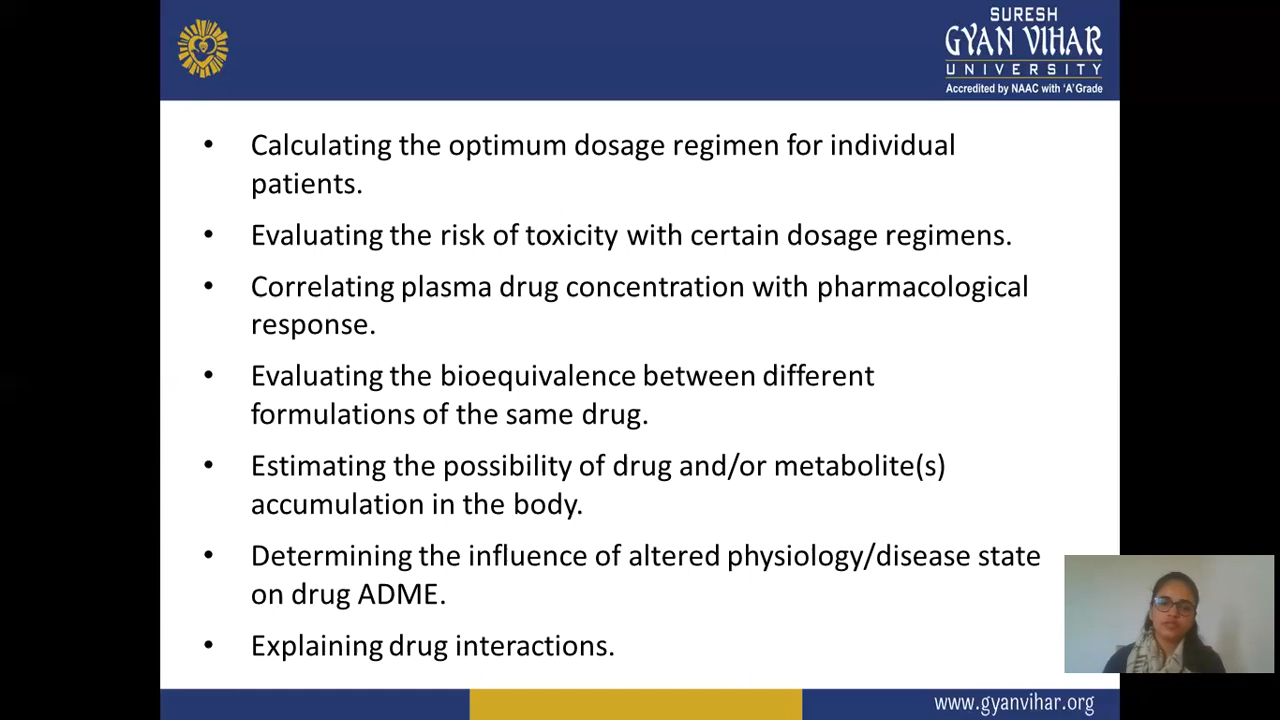 SURESH
GYAN VIHAR
UNIVERSITY
Accredited by NAAC with 'A' Grade
• Calculating the optimum dosage regimen for individual
patients.
• Evaluating the risk of toxicity with certain dosage regimens.
• Correlating plasma drug concentration with pharmacological
response.
• Evaluating the bioequivalence between different
formulations of the same drug.
• Estimating the possibility of drug and/or metabolite(s)
accumulation in the body.
• Determining the influence of altered physiology/disease state
on drug ADME.
• Explaining drug interactions.
www.gyanvihar.org